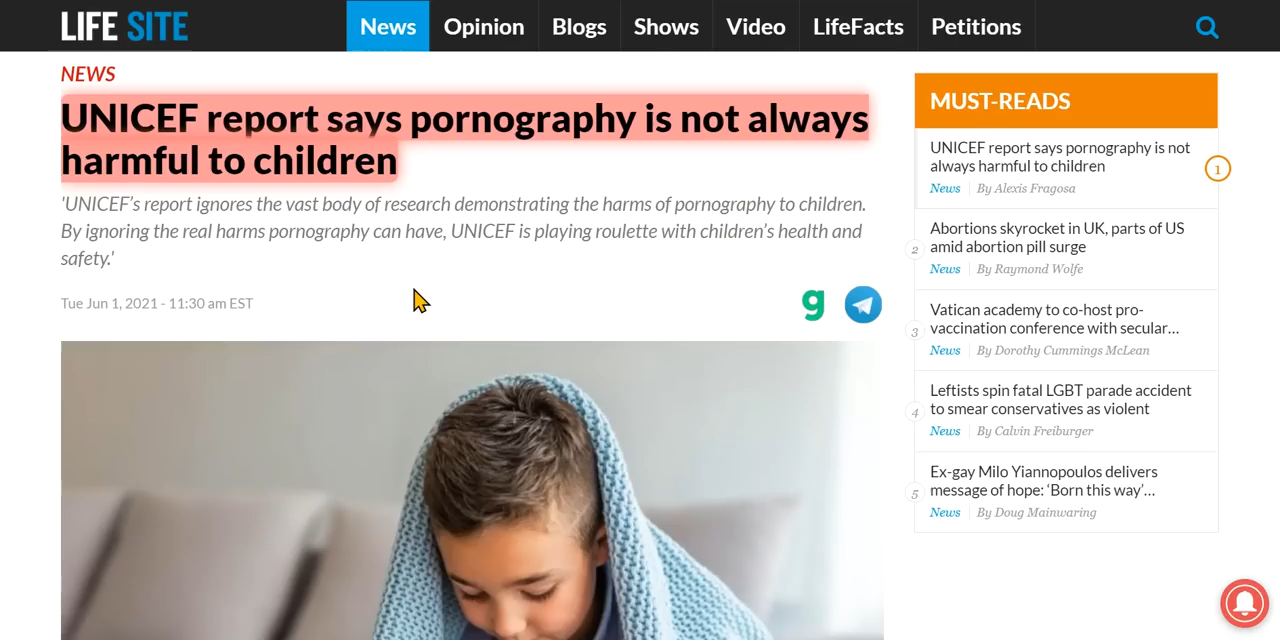 LIFE SITE
News
Opinion
Blogs
Shows
Video
LifeFacts
Petitions
NEWS
UNICEF report says pornography is not always
harmful to children
'UNICEF’s report ignores the vast body of research demonstrating the harms of pornography to children.
By ignoring the real harms pornography can have, UNICEF is playing roulette with children’s health and
safety.'
Tue Jun 1, 2021 - 11:30 am EST
g
MUST-READS
UNICEF report says pornography is not
always harmful to children
News | By Alexis Fragosa
1
Abortions skyrocket in UK, parts of US
amid abortion pill surge
2
News | By Raymond Wolfe
Vatican academy to co-host pro-
vaccination conference with secular...
3
News | By Dorothy Cummings McLean
Leftists spin fatal LGBT parade accident
to smear conservatives as violent
4
News | By Calvin Freiburger
Ex-gay Milo Yiannopoulos delivers
message of hope: ‘Born this way’...
5
News | By Doug Mainwaring